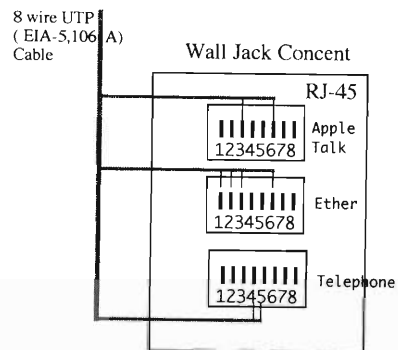 8 wire UTP
( EIA-5,106 A)
Cable
Wall Jack Concent
RJ-45
Apple
Talk
12345678
Ether
12345678
Telephone
12345678